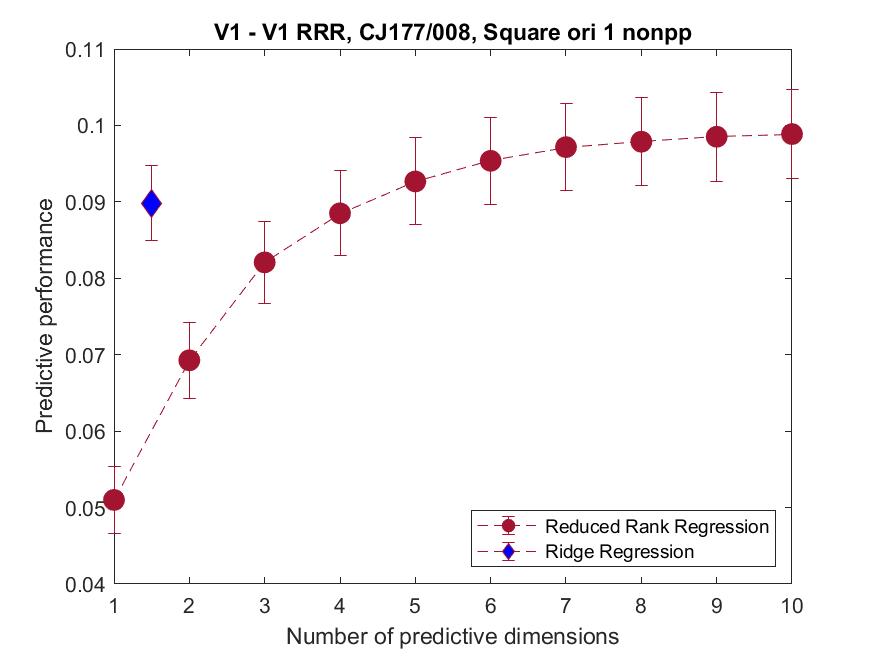 V1 - V1 RRR, CJ177/008, Square ori 1 nonpp
0.11
0.1
0.09
0.08
0.07
0.06
0.05
0.04
Predictive performance
1 2 3 4 5 6 7 8 9 10
Number of predictive dimensions
Reduced Rank Regression
Ridge Regression